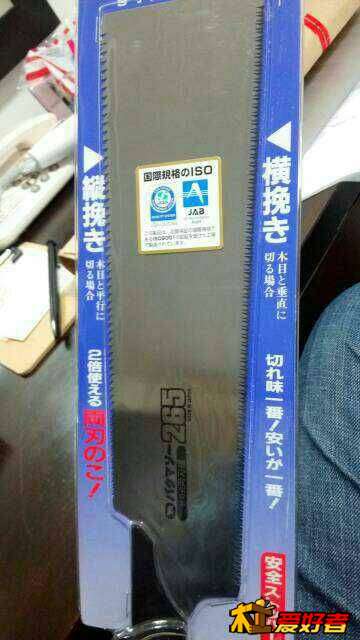 国際規格のISO
JAB
◀縦挽き
木目と平行に
切る場合
2倍使える両刃のこ！
◀横挽き
木目と垂直に
切る場合
切れ味一番！安いが一番！
安全ス
265
木工爱好者